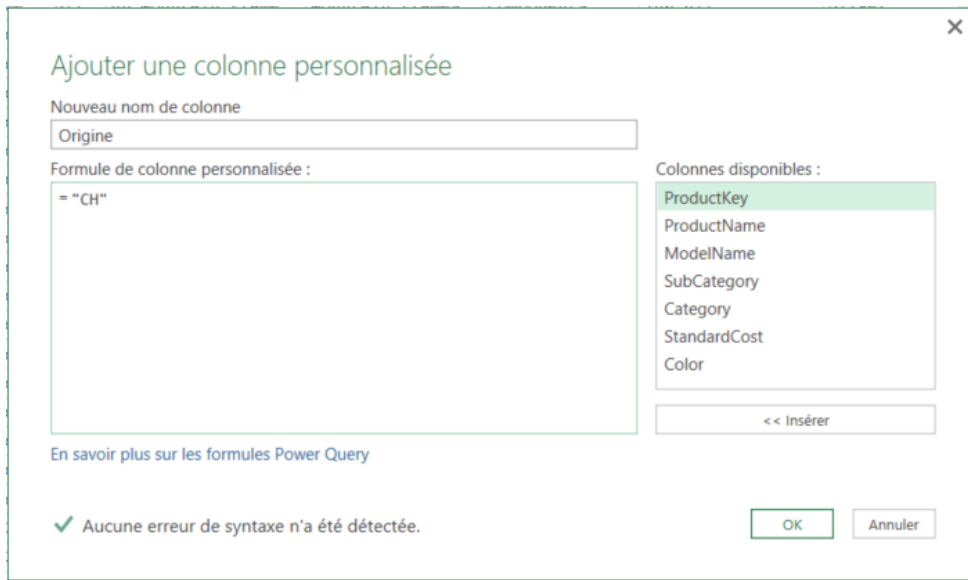 Ajouter une colonne personnalisée
Nouveau nom de colonne
Origine
Formule de colonne personnalisée :
= "CH"
Colonnes disponibles :
ProductKey
ProductName
ModelName
SubCategory
Category
StandardCost
Color
<< Insérer
En savoir plus sur les formules Power Query
Aucune erreur de syntaxe n'a été détectée.
OK
Annuler